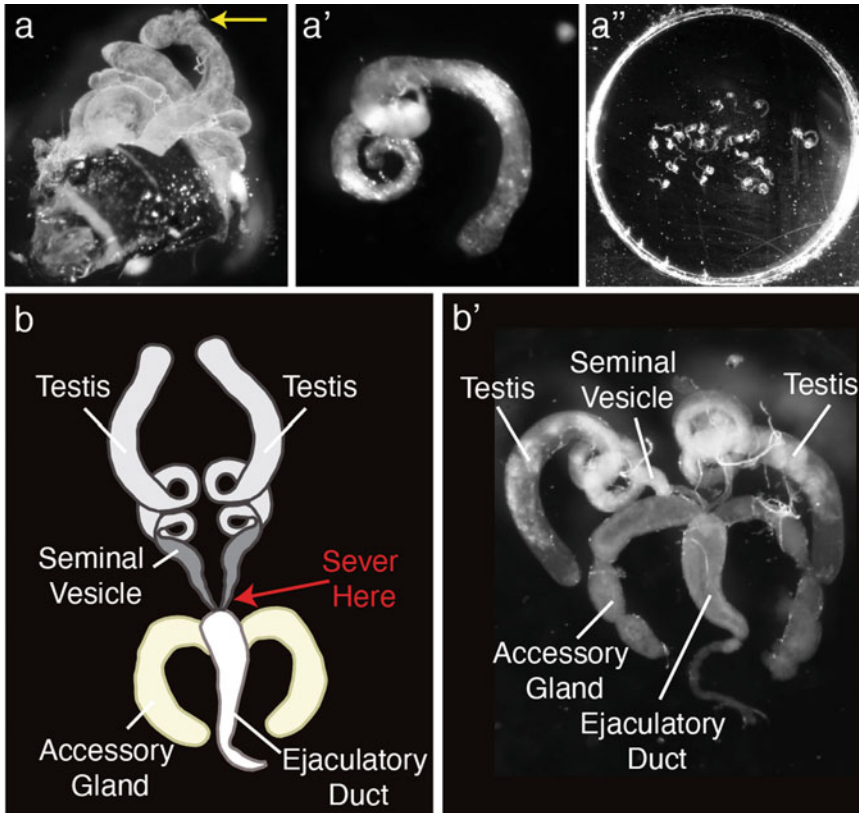 a
a'
a"
b
Testis
Testis
Seminal
Vesicle
Sever
Here
Accessory
Gland
Ejaculatory
Duct
b'
Testis
Seminal
Vesicle
Testis
Accessory
Gland
Ejaculatory
Duct